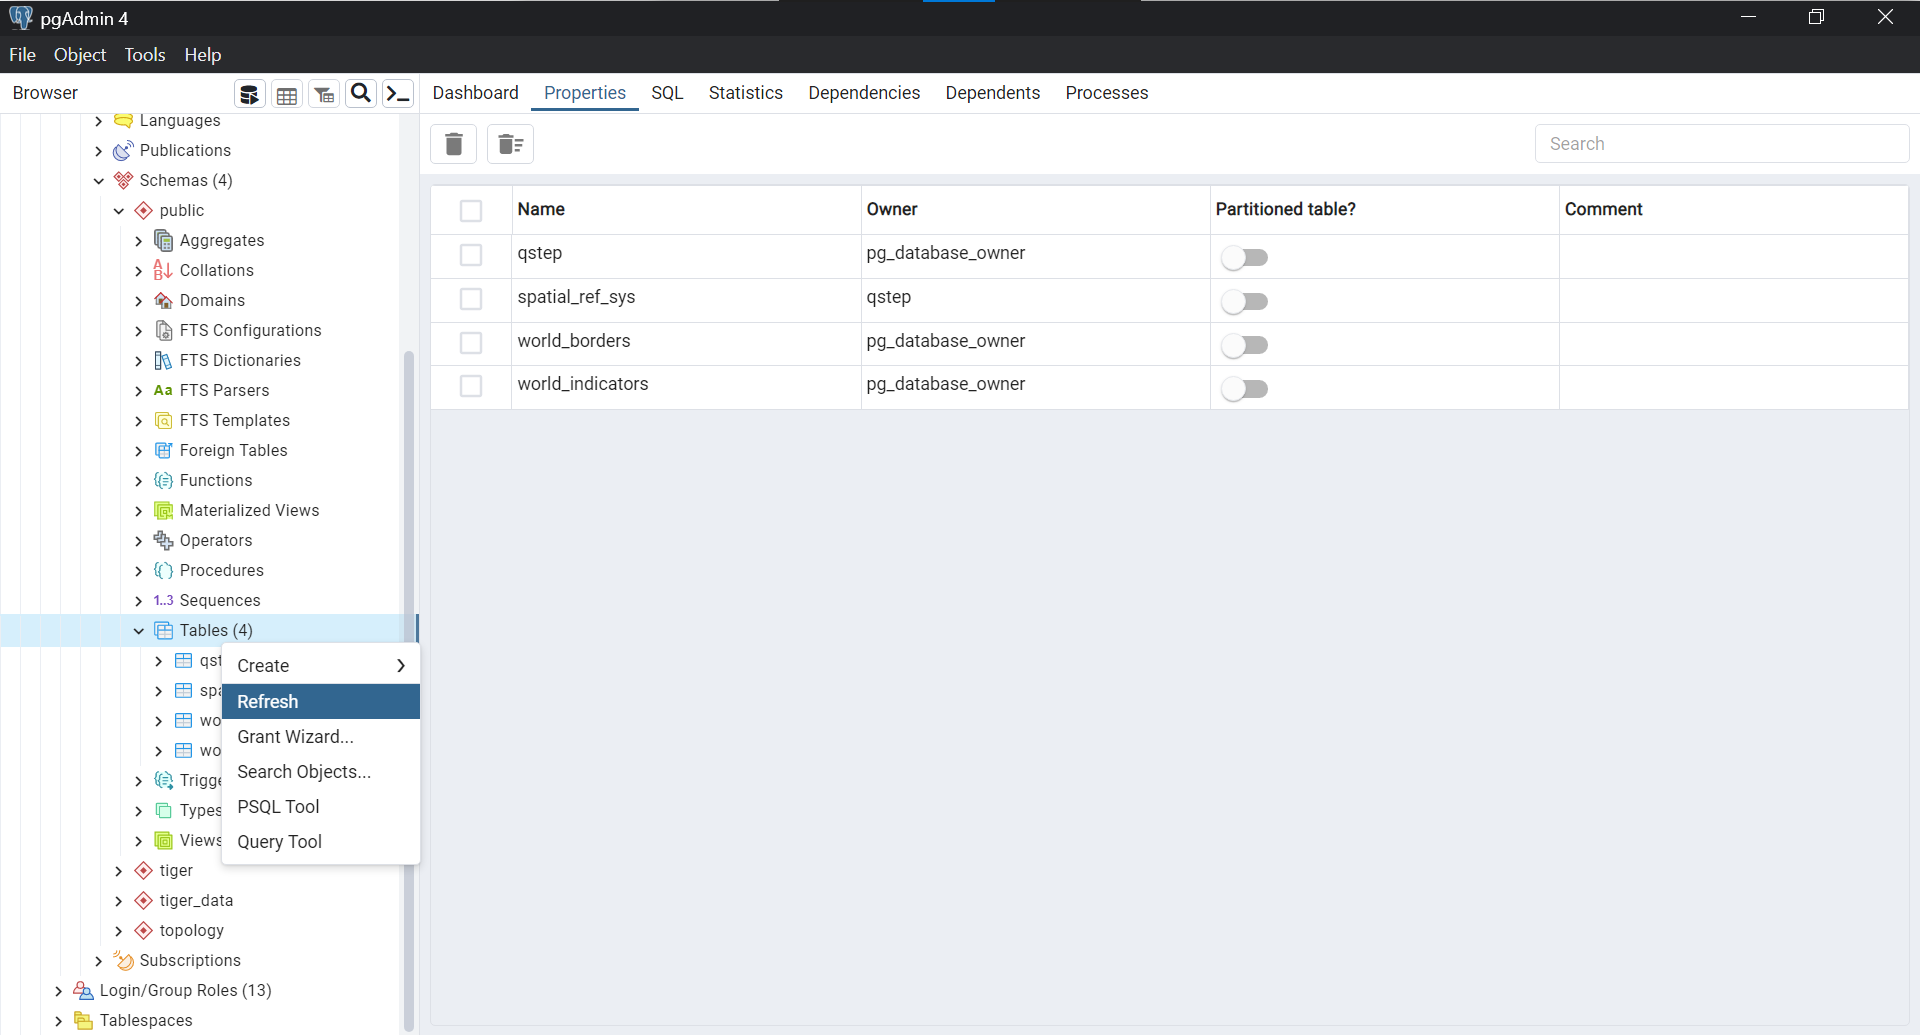 pgAdmin 4
File Object Tools Help
Browser
Dashboard Properties SQL Statistics Dependencies Dependents Processes
Search
Languages
Publications
Schemas (4)
public
Aggregates
Collations
Domains
FTS Configurations
FTS Dictionaries
Aa FTS Parsers
FTS Templates
Foreign Tables
Functions
Materialized Views
Operators
Procedures
1..3 Sequences
Tables (4)
qst
spa
wo
wo
Trigge
Types
Views
tiger
tiger_data
topology
Subscriptions
Login/Group Roles (13)
Tablespaces
Create
Refresh
Grant Wizard...
Search Objects...
PSQL Tool
Query Tool
Name Owner Partitioned table? Comment
qstep pg_database_owner
spatial_ref_sys qstep
world_borders pg_database_owner
world_indicators pg_database_owner